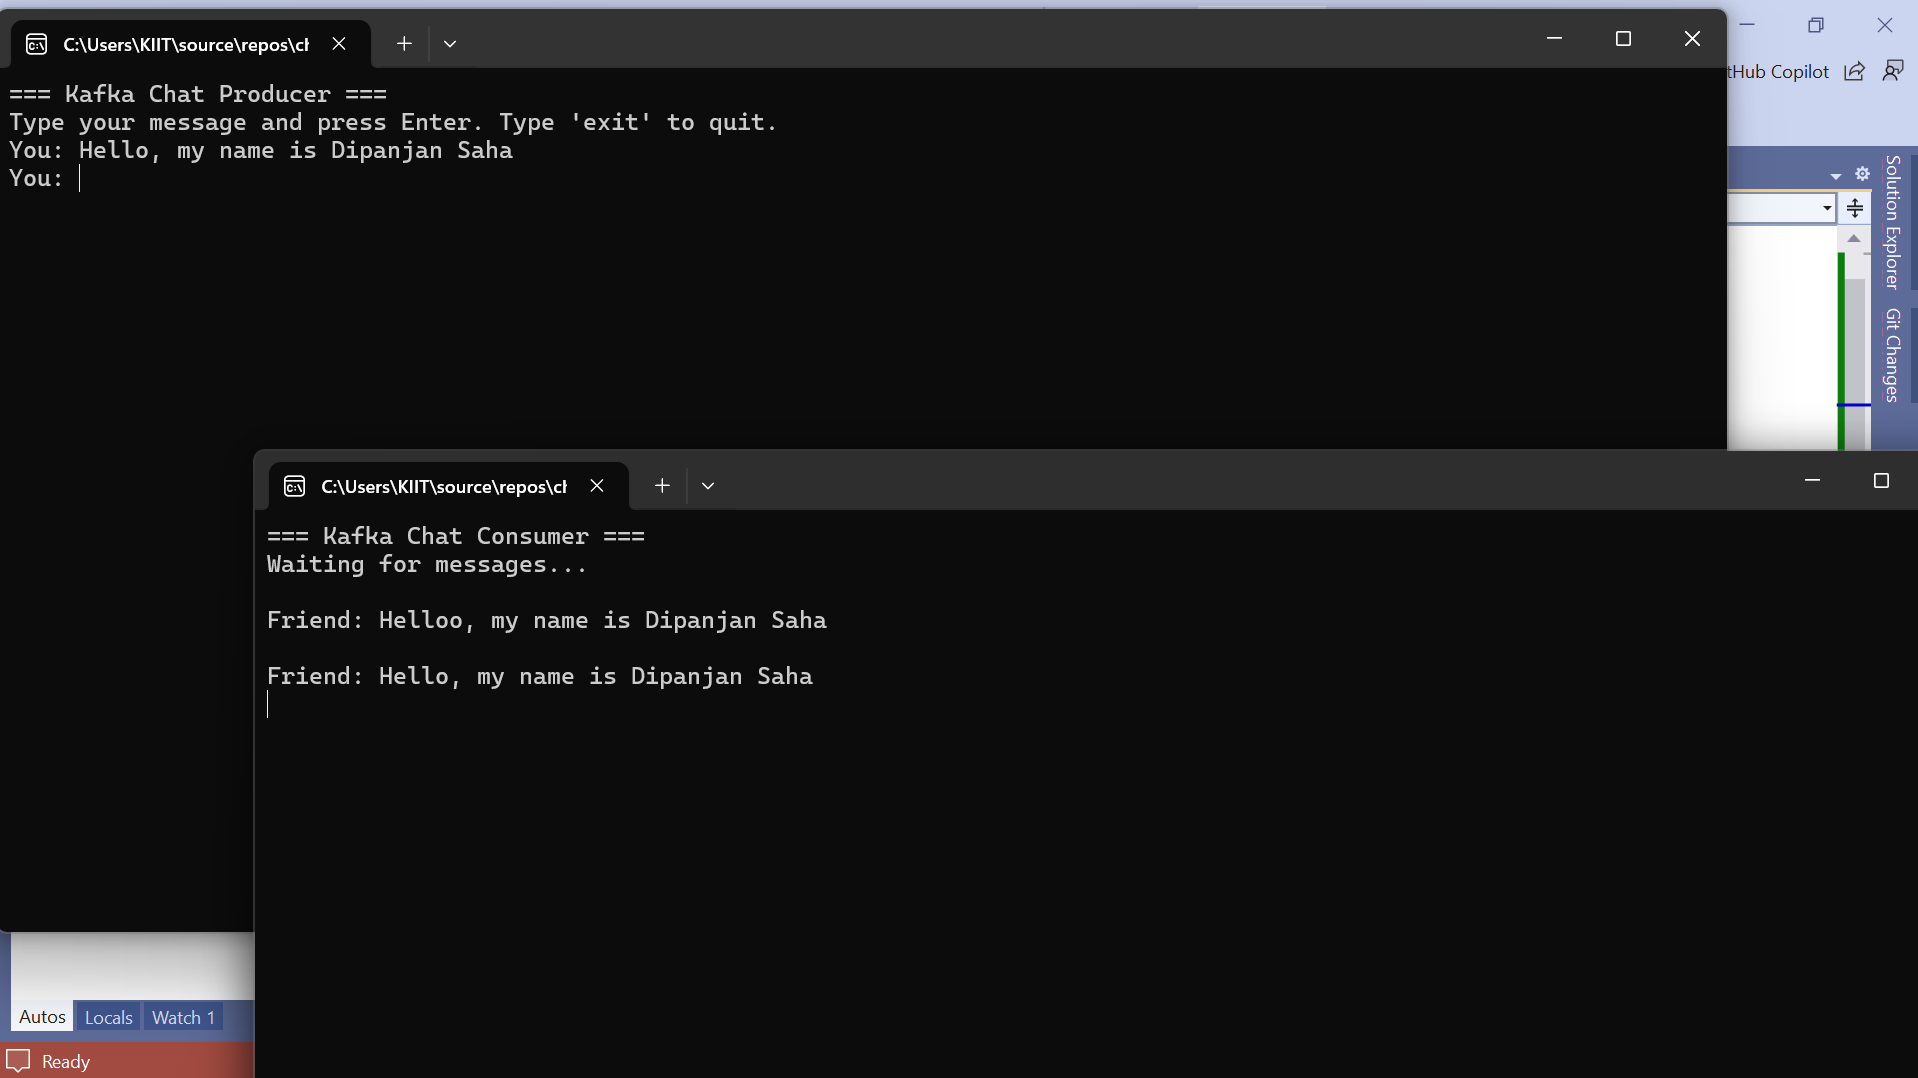 C:\Users\KIIT\source\repos\ch
=== Kafka Chat Producer ===
Type your message and press Enter. Type 'exit' to quit.
You: Hello, my name is Dipanjan Saha
You:
tHub Copilot
Solution Explorer
Git Changes
C:\Users\KIIT\source\repos\ch
=== Kafka Chat Consumer ===
Waiting for messages...
Friend: Helloo, my name is Dipanjan Saha
Friend: Hello, my name is Dipanjan Saha
Autos Locals Watch 1
Ready